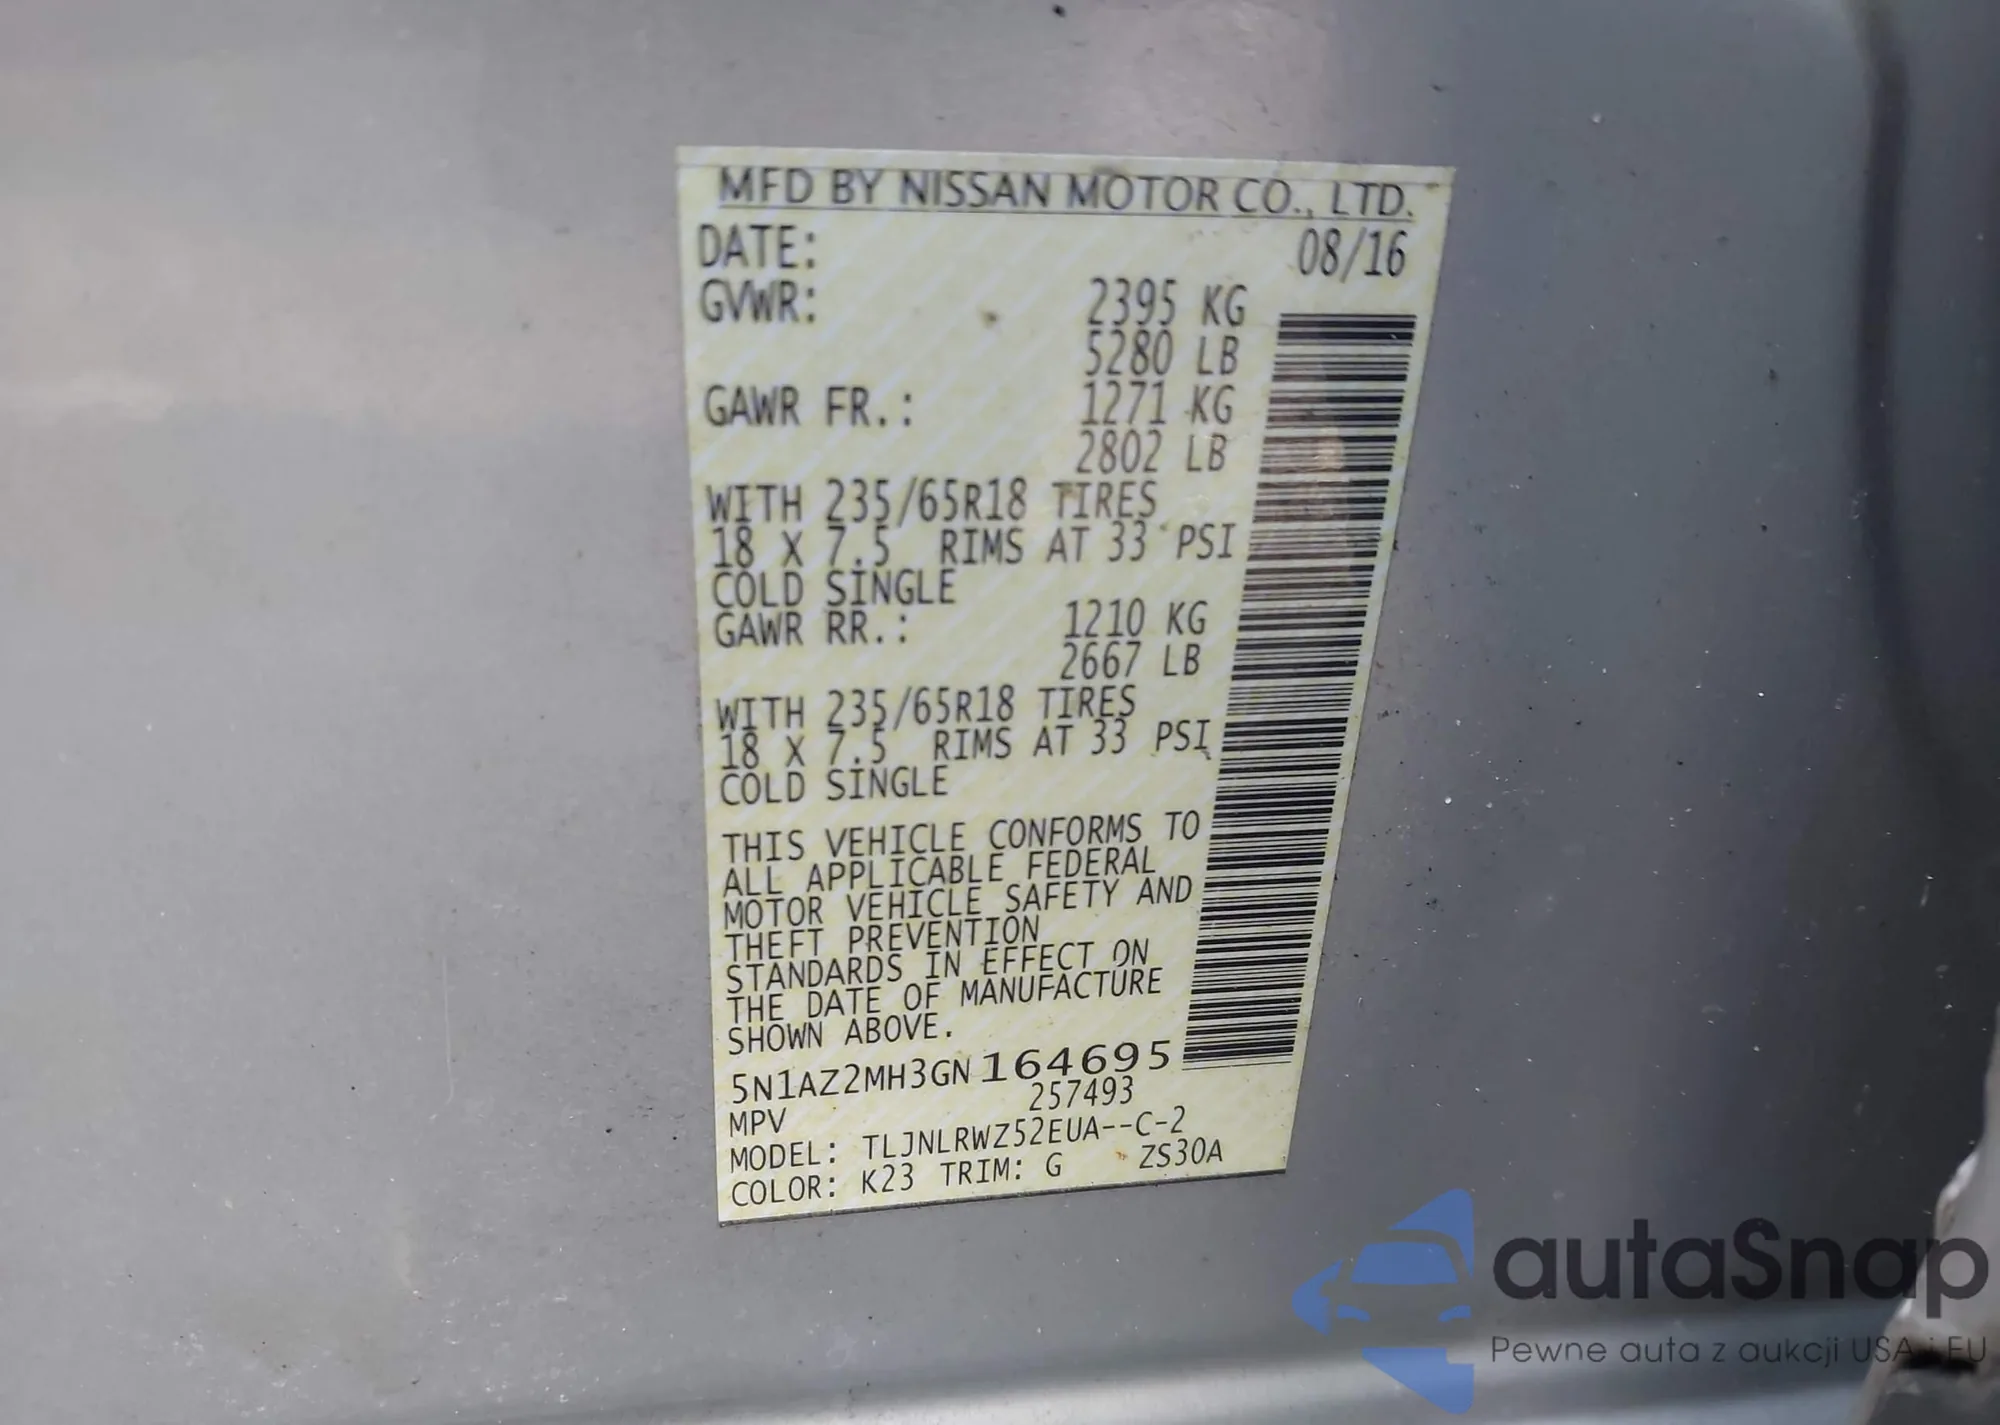 MFD BY NISSAN MOTOR CO., LTD.
DATE: 08/16
GVWR: 2395 KG
5280 LB
GAWR FR.: 1271 KG
2802 LB
WITH 235/65R18 TIRES
18 X 7.5 RIMS AT 33 PSI
COLD SINGLE
GAWR RR.: 1210 KG
2667 LB
WITH 235/65R18 TIRES
18 X 7.5 RIMS AT 33 PSI
COLD SINGLE
THIS VEHICLE CONFORMS TO
ALL APPLICABLE FEDERAL
MOTOR VEHICLE SAFETY AND
THEFT PREVENTION
STANDARDS IN EFFECT ON
THE DATE OF MANUFACTURE
SHOWN ABOVE.
5N1AZ2MH3GN164695
MPV 257493
MODEL: TLJNLRWZ52EUA--C-2
COLOR: K23 TRIM: G ZS30A
autaSnap
Pewne auta z aukcji USA i EU